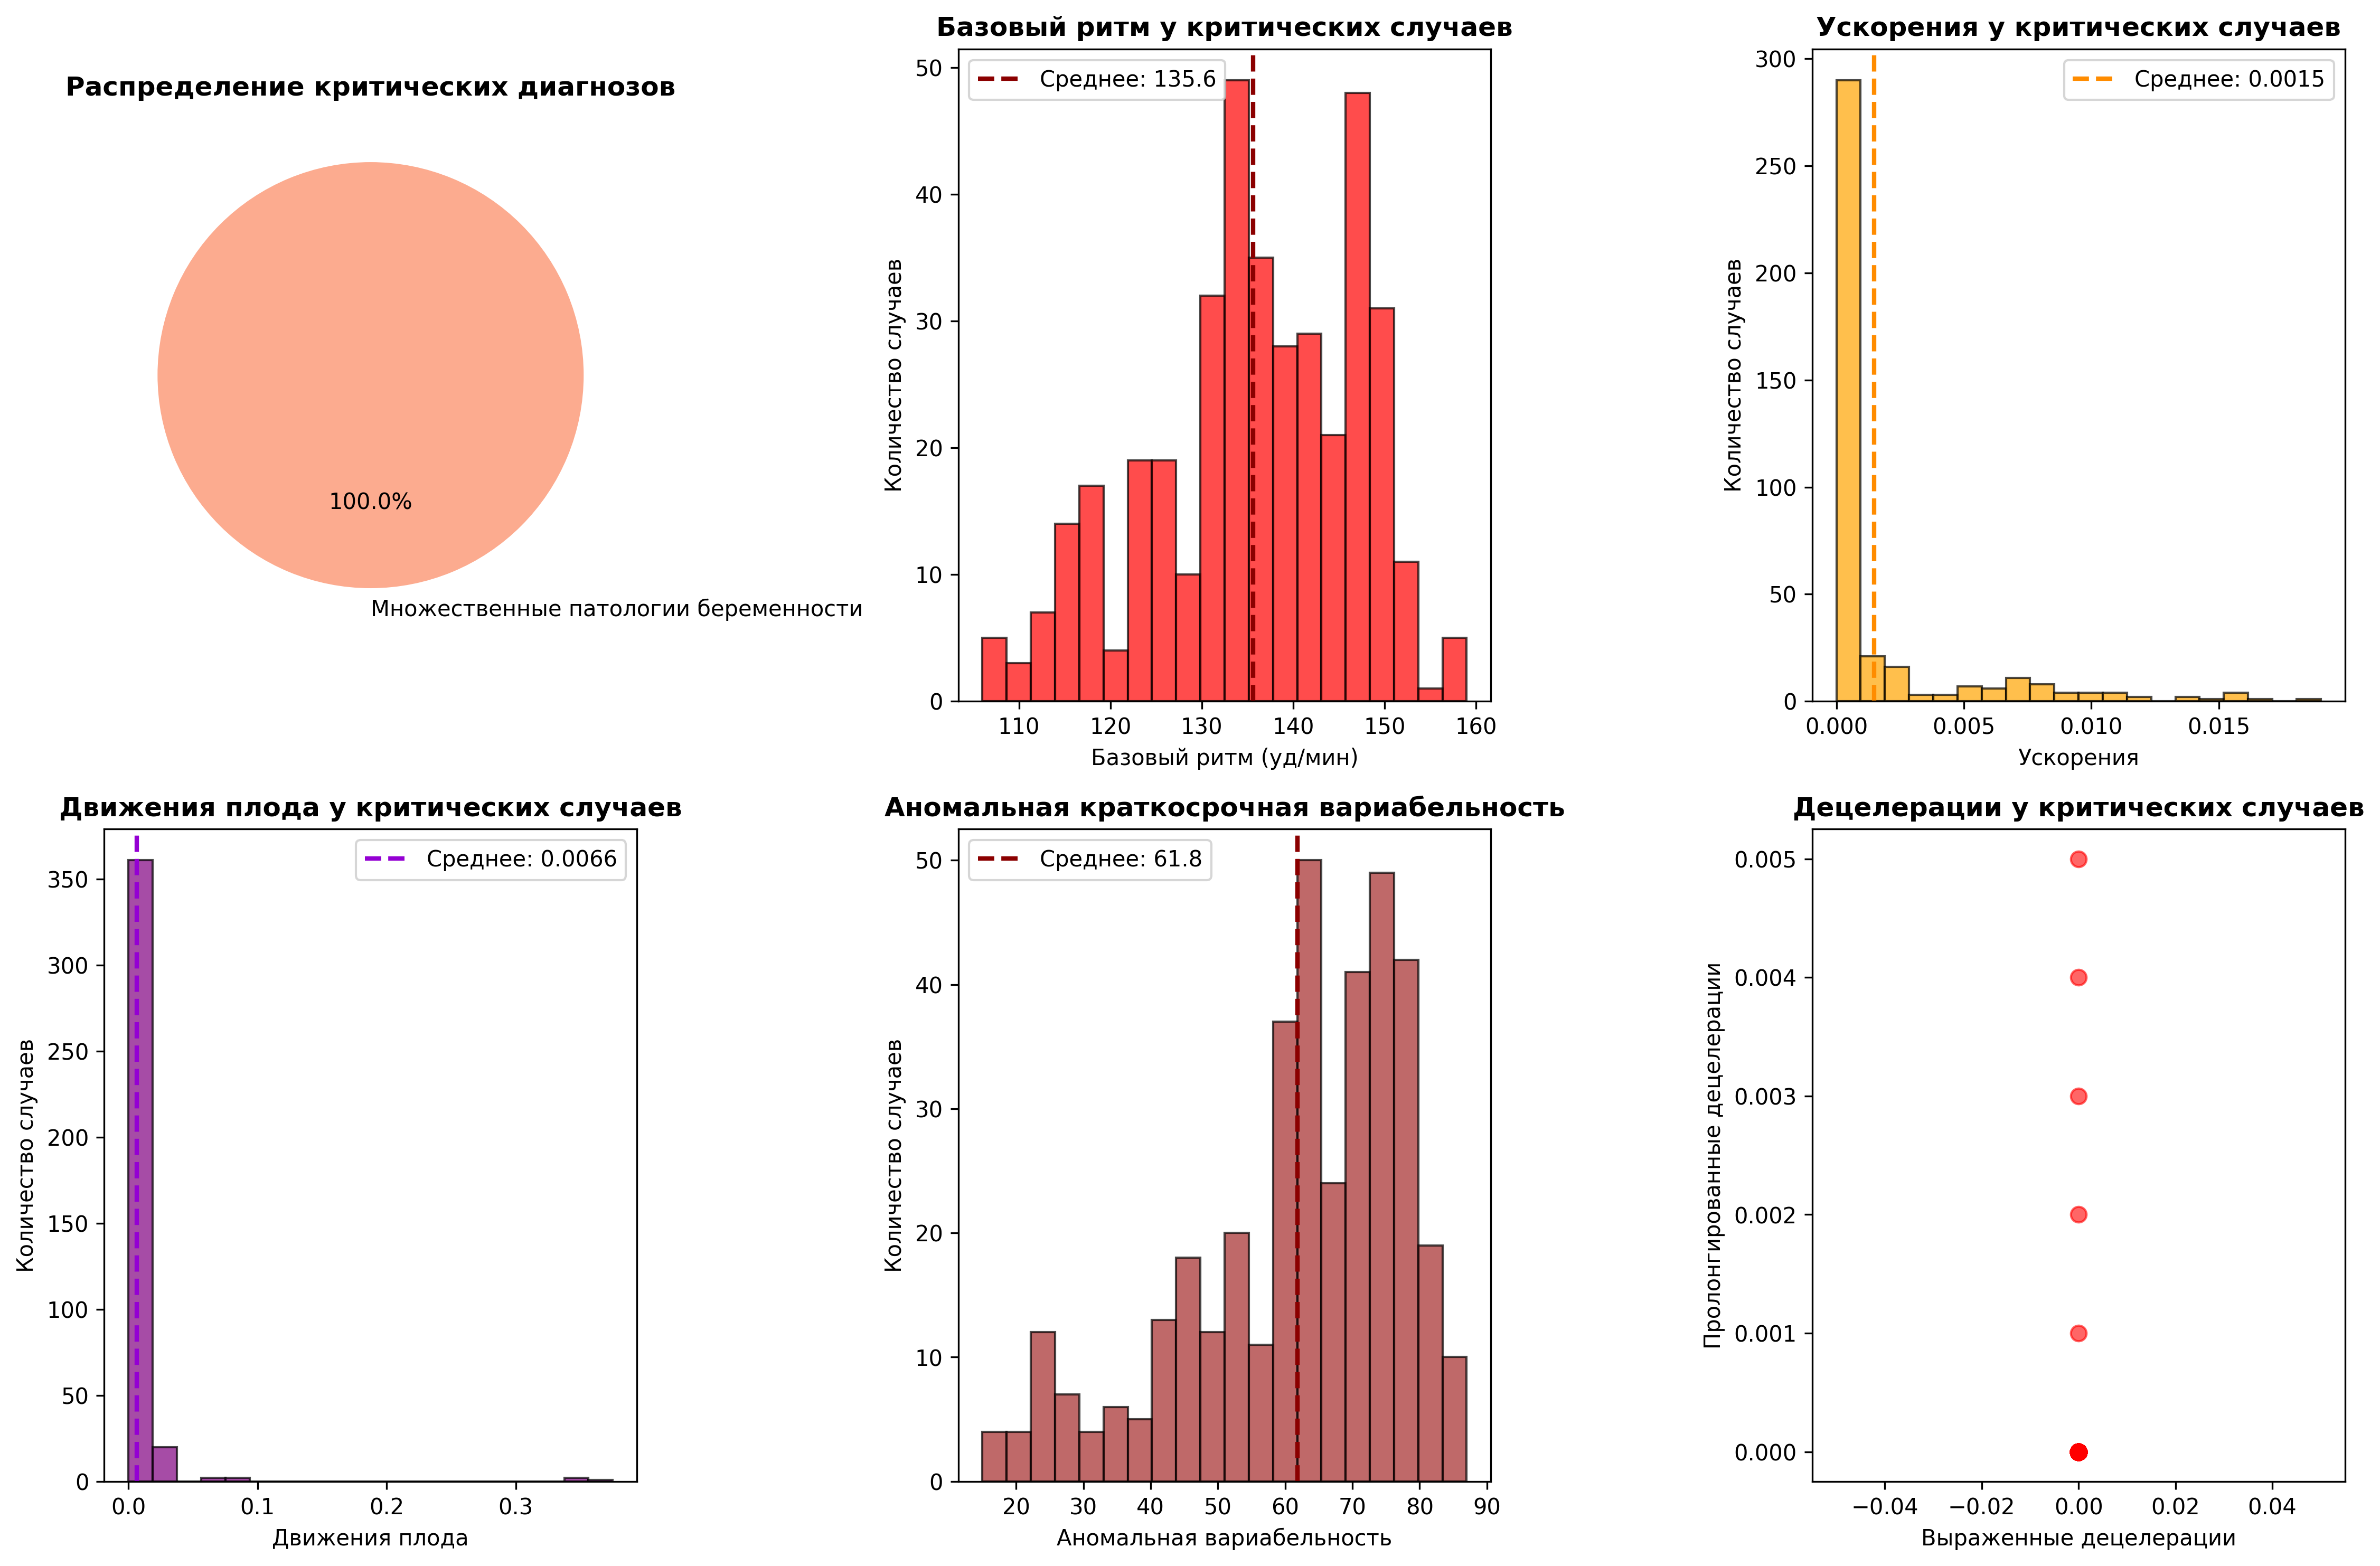 Распределение критических диагнозов
100.0%
Множественные патологии беременности
Базовый ритм у критических случаев
Среднее: 135.6
Количество случаев
50
40
30
20
10
0
110 120 130 140 150 160
Базовый ритм (уд/мин)
Ускорения у критических случаев
Среднее: 0.0015
Количество случаев
300
250
200
150
100
50
0
0.000 0.005 0.010 0.015
Ускорения
Движения плода у критических случаев
Среднее: 0.0066
Количество случаев
350
300
250
200
150
100
50
0
0.0 0.1 0.2 0.3
Движения плода
Аномальная краткосрочная вариабельность
Среднее: 61.8
Количество случаев
50
40
30
20
10
0
20 30 40 50 60 70 80 90
Аномальная вариабельность
Децелерации у критических случаев
Пролонгированные децелерации
0.005
0.004
0.003
0.002
0.001
0.000
−0.04 −0.02 0.00 0.02 0.04
Выраженные децелерации